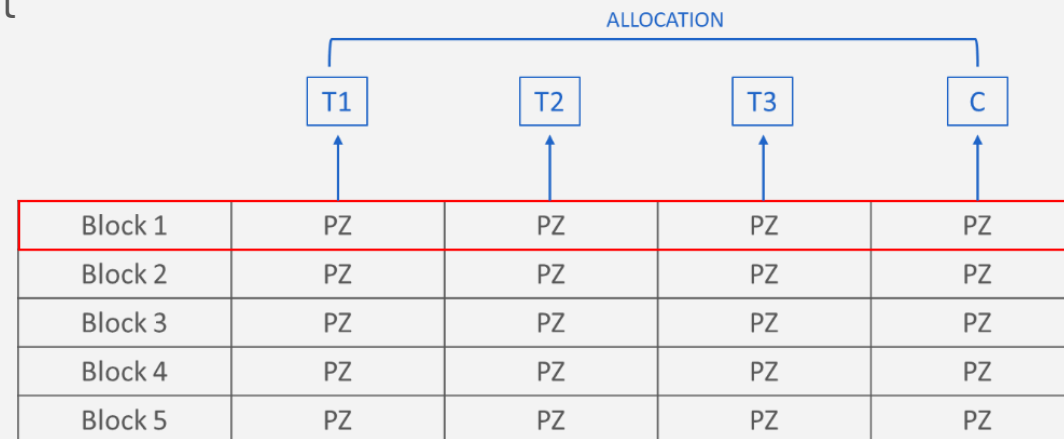 ALLOCATION
T1 T2 T3 C
Block 1 PZ PZ PZ PZ
Block 2 PZ PZ PZ PZ
Block 3 PZ PZ PZ PZ
Block 4 PZ PZ PZ PZ
Block 5 PZ PZ PZ PZ